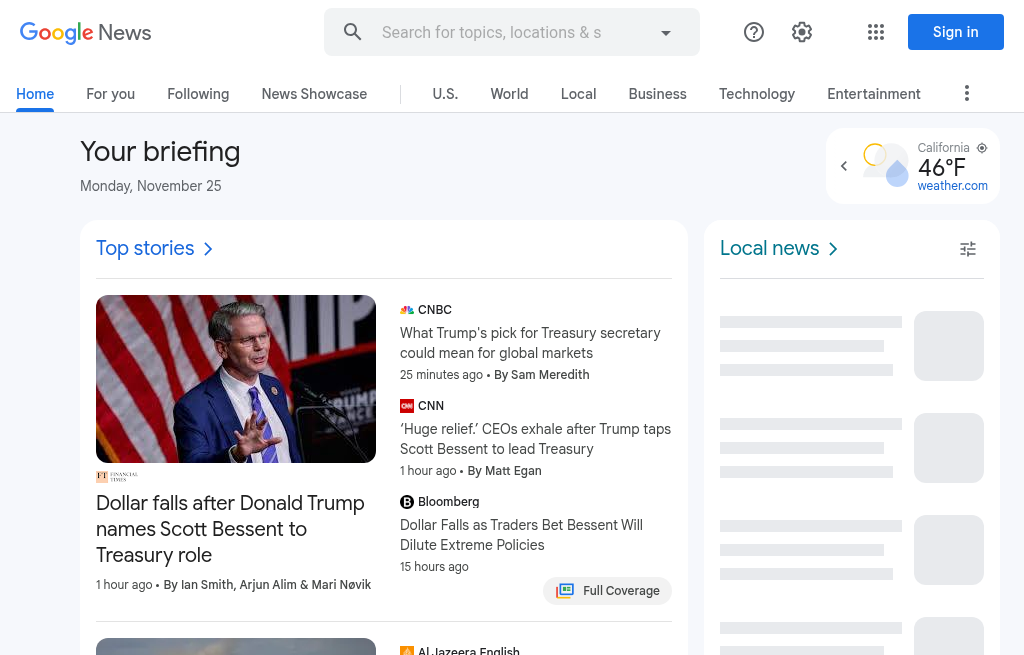 Google News
Search for topics, locations & s
Sign in
Home
For you
Following
News Showcase
U.S.
World
Local
Business
Technology
Entertainment
Your briefing
Monday, November 25
California
46°F
weather.com
Top stories
FT FINANCIAL
TIMES
Dollar falls after Donald Trump
names Scott Bessent to
Treasury role
1 hour ago • By Ian Smith, Arjun Alim & Mari Nøvik
CNBC
What Trump's pick for Treasury secretary
could mean for global markets
25 minutes ago • By Sam Meredith
CNN CNN
‘Huge relief.’ CEOs exhale after Trump taps
Scott Bessent to lead Treasury
1 hour ago • By Matt Egan
B Bloomberg
Dollar Falls as Traders Bet Bessent Will
Dilute Extreme Policies
15 hours ago
Full Coverage
Al Jazeera English
Local news